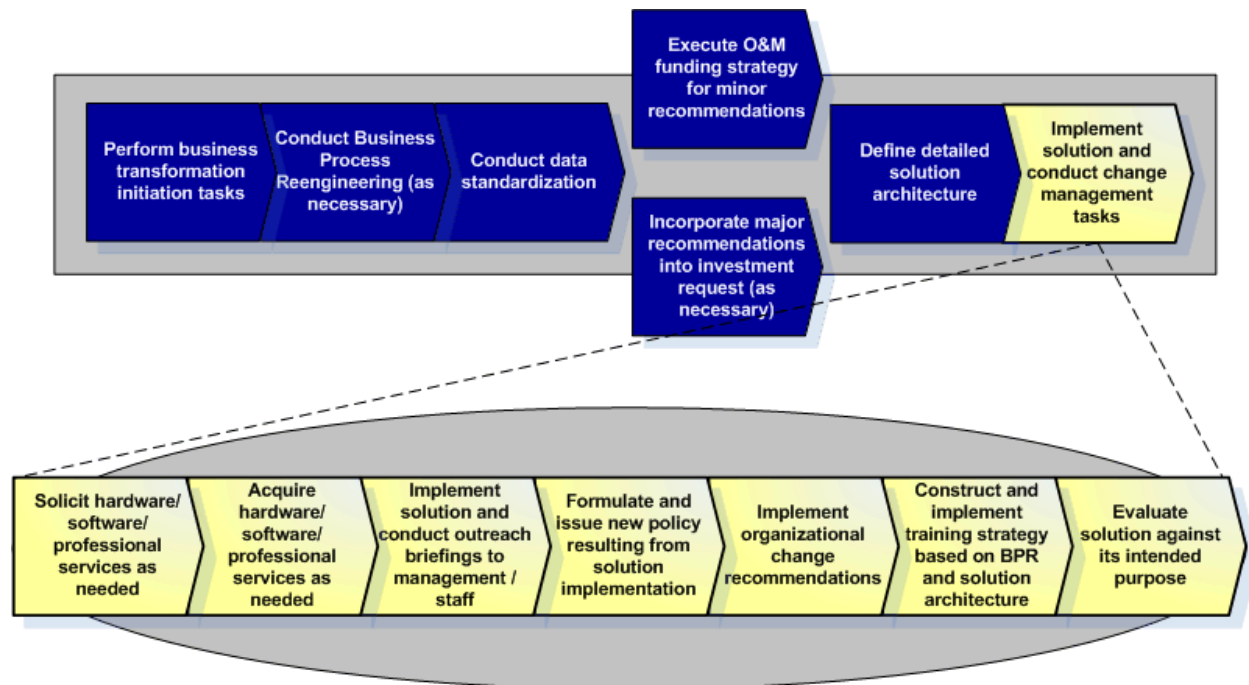 Perform business
transformation
initiation tasks
Conduct Business
Process
Reengineering (as
necessary)
Conduct data
standardization
Execute O&M
funding strategy
for minor
recommendations
Incorporate major
recommendations
into investment
request (as
necessary)
Define detailed
solution
architecture
Implement
solution and
conduct change
management
tasks
Solicit hardware/
software/
professional
services as
needed
Acquire
hardware/
software/
professional
services as
needed
Implement
solution and
conduct outreach
briefings to
management /
staff
Formulate and
issue new policy
resulting from
solution
implementation
Implement
organizational
change
recommendations
Construct and
implement
training strategy
based on BPR
and solution
architecture
Evaluate
solution against
its intended
purpose